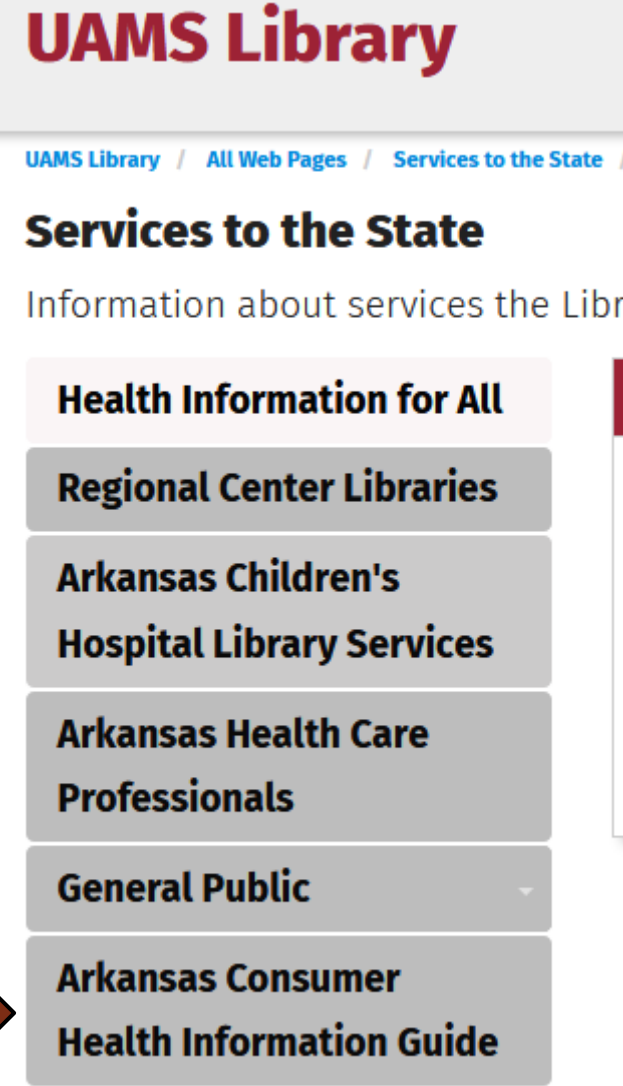 UAMS Library
UAMS Library / All Web Pages / Services to the State /
Services to the State
Information about services the
Health Information for All
Regional Center Libraries
Arkansas Children's
Hospital Library Services
Arkansas Health Care
Professionals
General Public
Arkansas Consumer
Health Information Guide